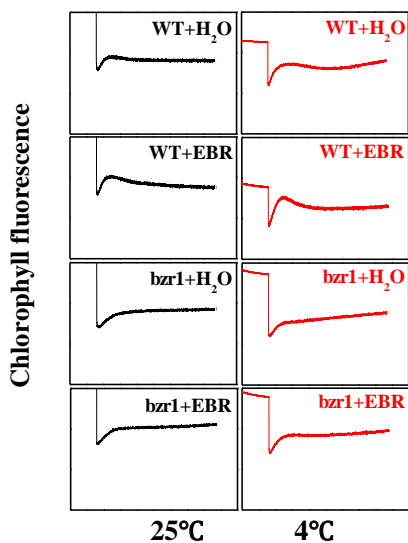 Chlorophyll fluorescence
WT+H₂O
WT+H₂O
WT+EBR
WT+EBR
bzr1+H₂O
bzr1+H₂O
bzr1+EBR
bzr1+EBR
25℃
4℃